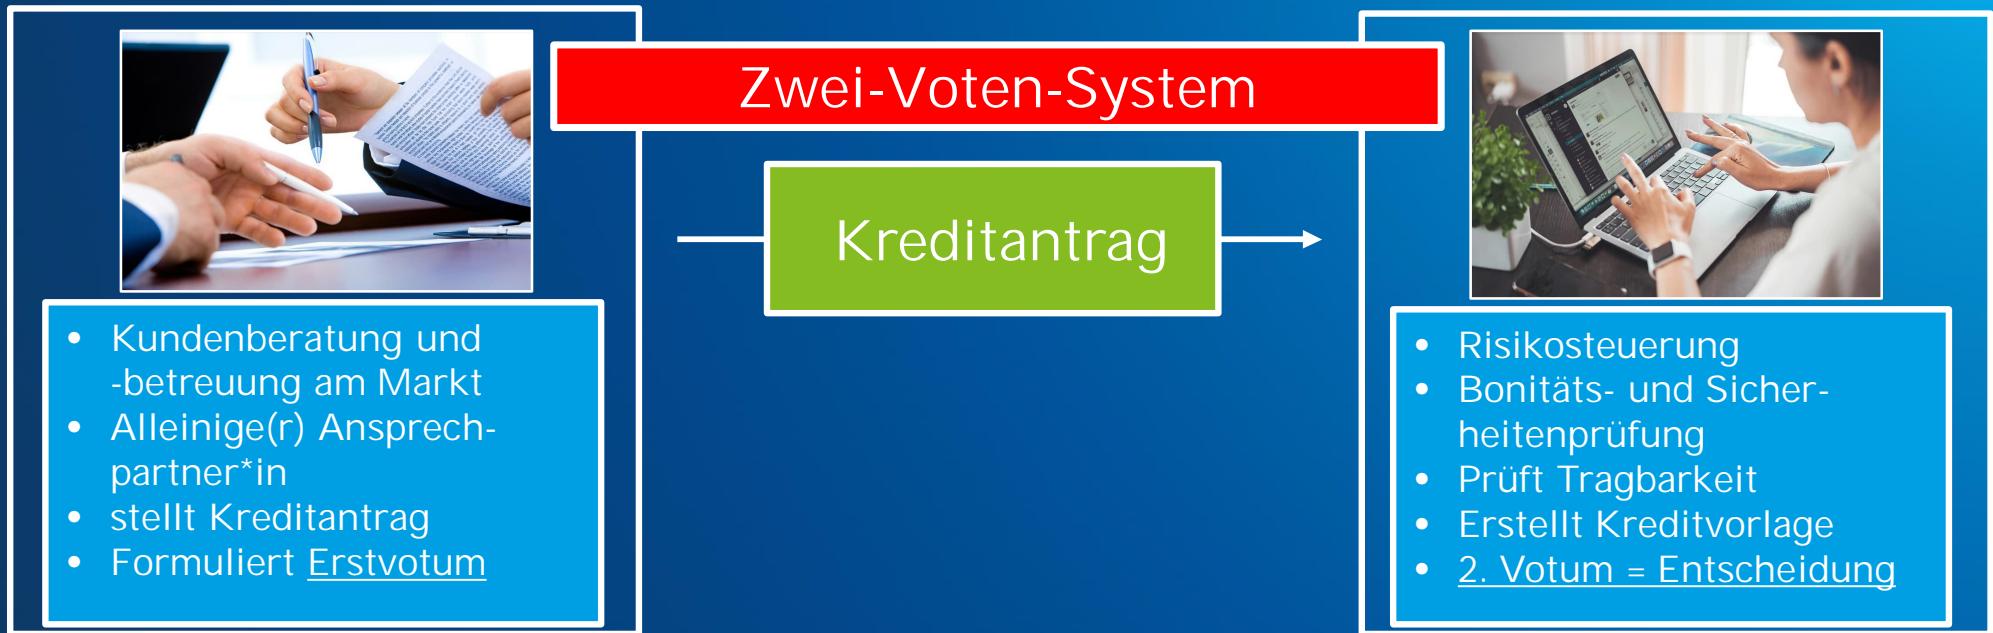 Zwei-Voten-System
Kreditantrag
• Kundenberatung und
-betreuung am Markt
• Alleinige(r) Ansprech-
partner*in
• stellt Kreditantrag
• Formuliert Erstvotum
• Risikosteuerung
• Bonitäts- und Sicher-
heitenprüfung
• Prüft Tragbarkeit
• Erstellt Kreditvorlage
• 2. Votum = Entscheidung